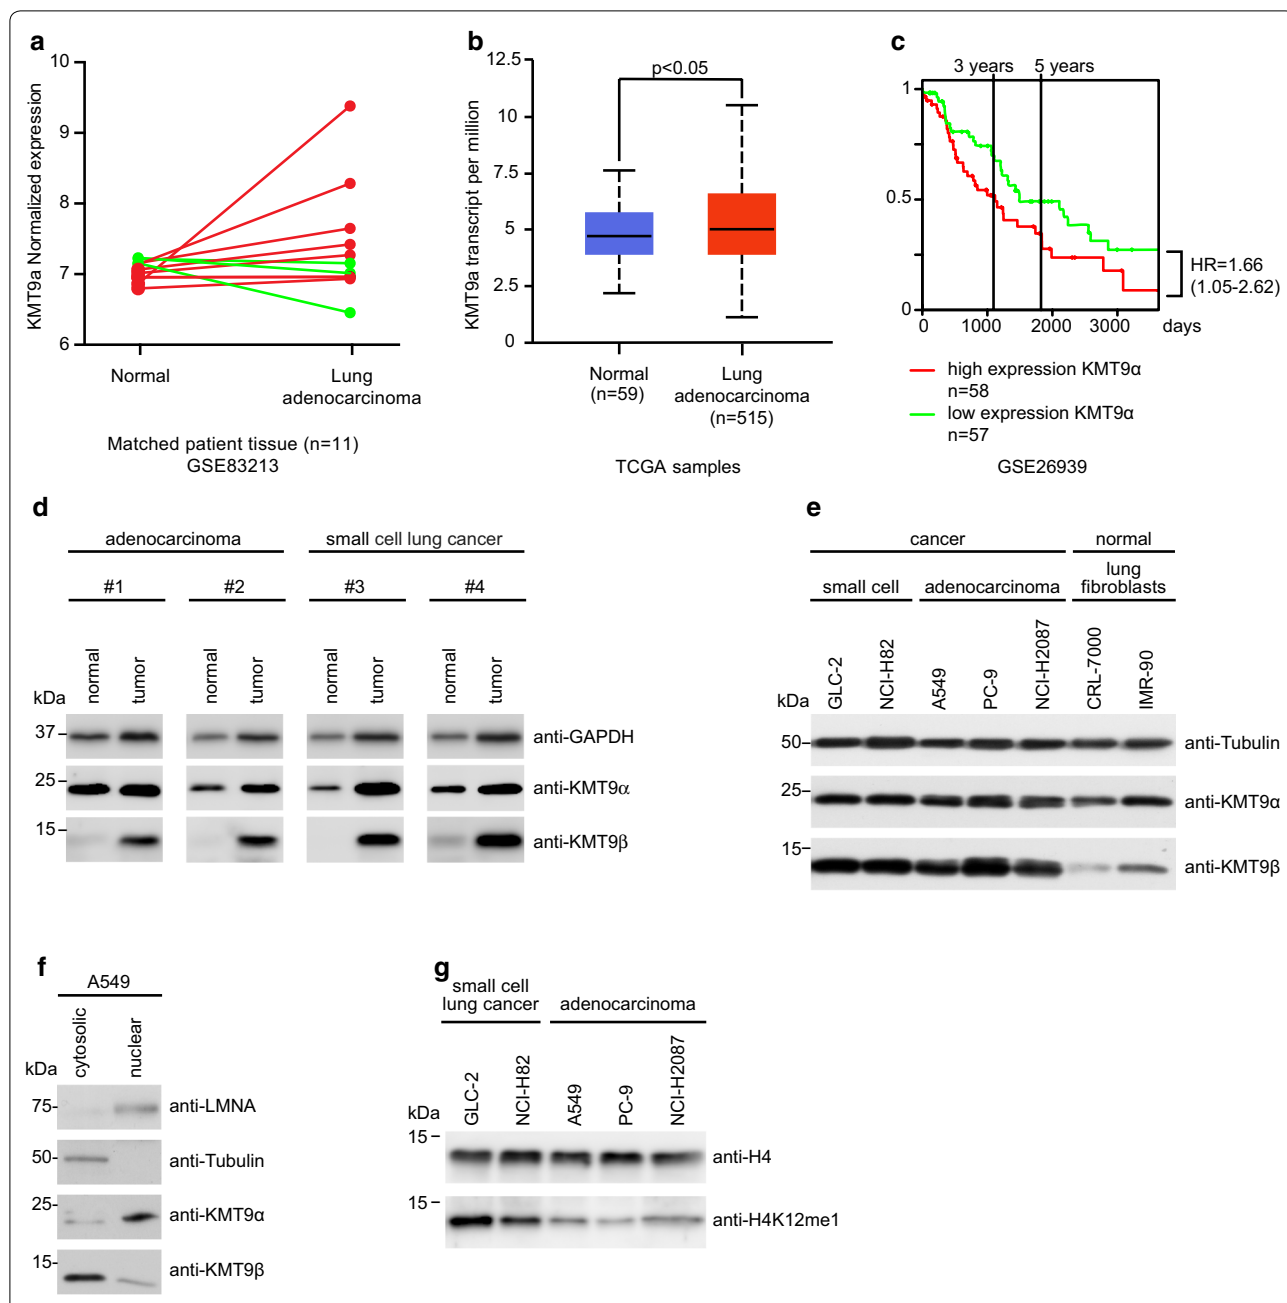 a
10
9
8
7
6
KMT9a Normalized expression
Normal
Lung
adenocarcinoma
Matched patient tissue (n=11)
GSE83213
b
12.5
10
7.5
5
2.5
0
KMT9a transcript per million
p<0.05
Normal
(n=59)
Lung
adenocarcinoma
(n=515)
TCGA samples
c
3 years
5 years
1
0.5
0
0
1000
2000
3000
days
HR=1.66
(1.05-2.62)
high expression KMT9α
n=58
low expression KMT9α
n=57
GSE26939
d
adenocarcinoma
small cell lung cancer
#1
#2
#3
#4
normal
tumor
normal
tumor
normal
tumor
normal
tumor
kDa
37
anti-GAPDH
25
anti-KMT9α
15
anti-KMT9β
e
cancer
normal
small cell
adenocarcinoma
lung
fibroblasts
GLC-2
NCI-H82
A549
PC-9
NCI-H2087
CRL-7000
IMR-90
kDa
50
anti-Tubulin
25
anti-KMT9α
15
anti-KMT9β
f
A549
cytosolic
nuclear
kDa
75
anti-LMNA
50
anti-Tubulin
25
anti-KMT9α
15
anti-KMT9β
g
small cell
lung cancer
adenocarcinoma
GLC-2
NCI-H82
A549
PC-9
NCI-H2087
kDa
15
anti-H4
15
anti-H4K12me1